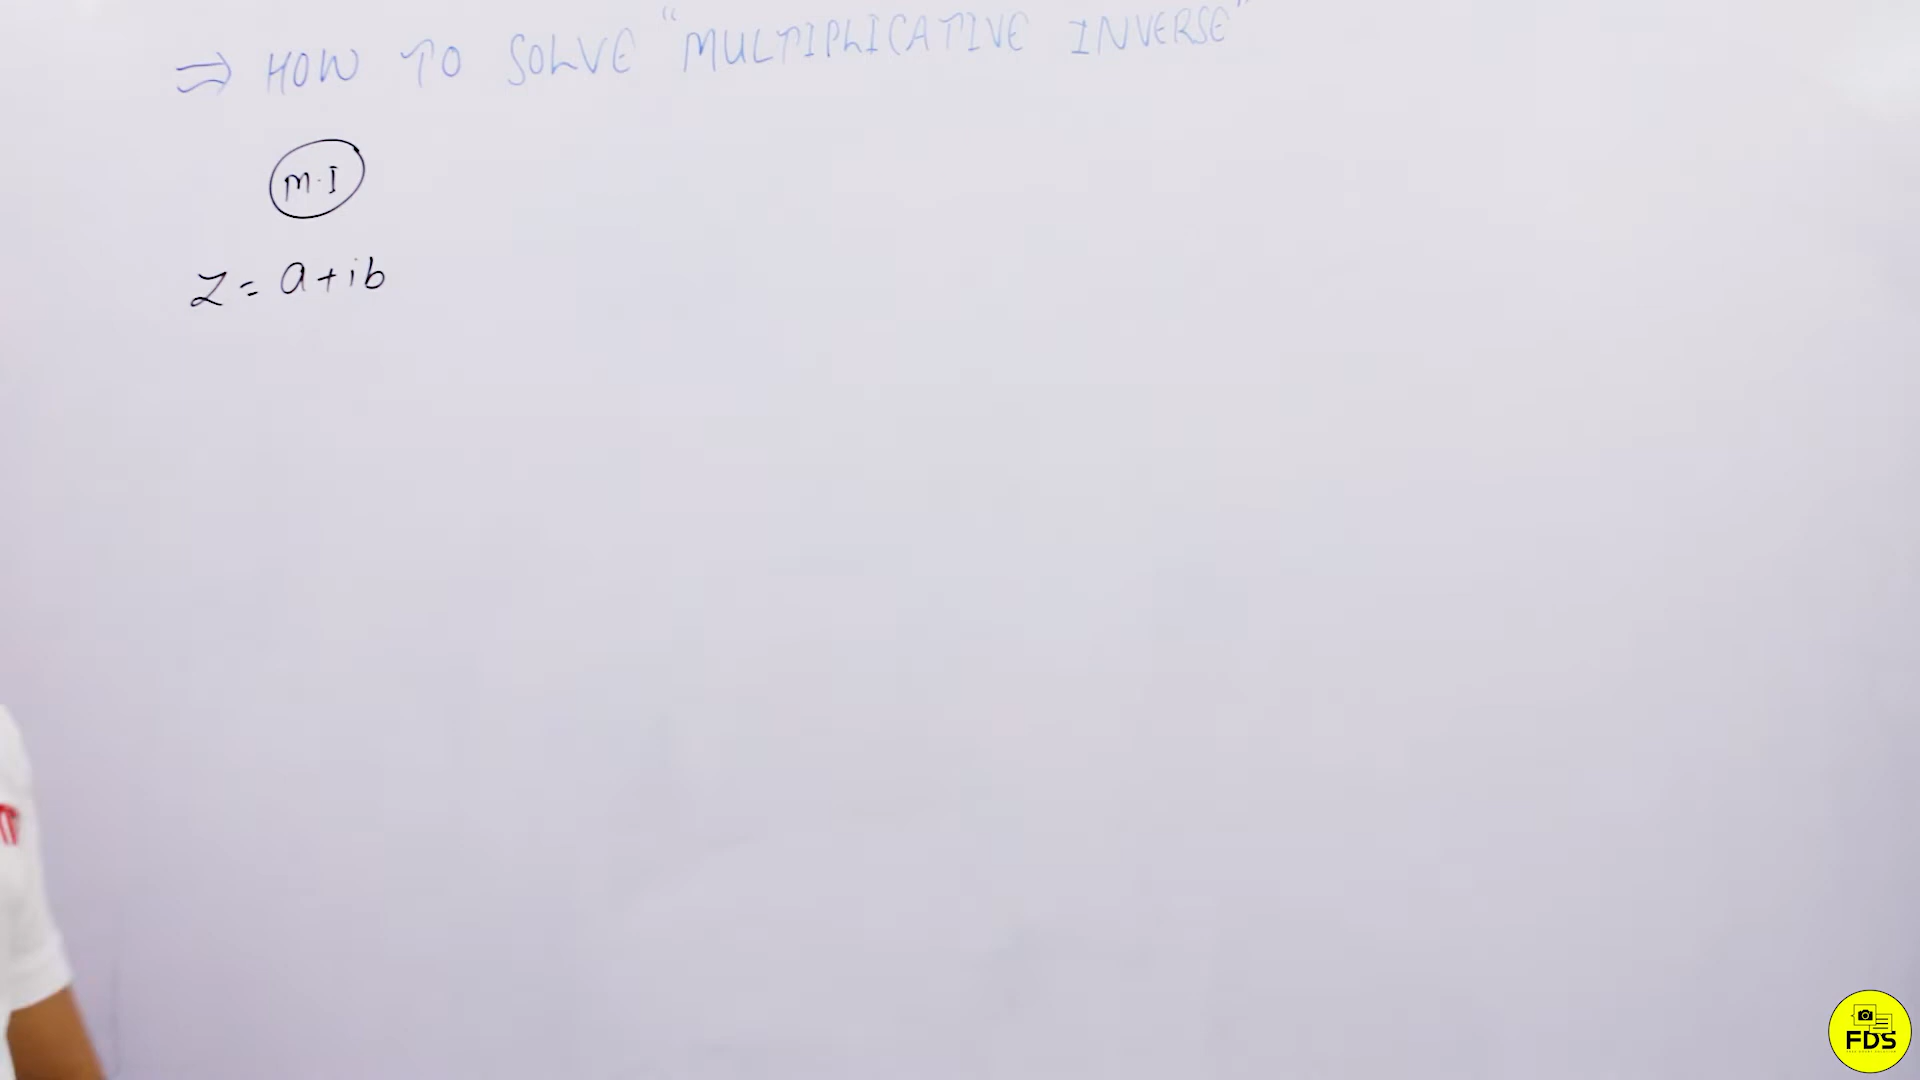 ⇒ HOW TO SOLVE "MULTIPLICATIVE INVERSE"
M.I
Z = a + ib
FDS